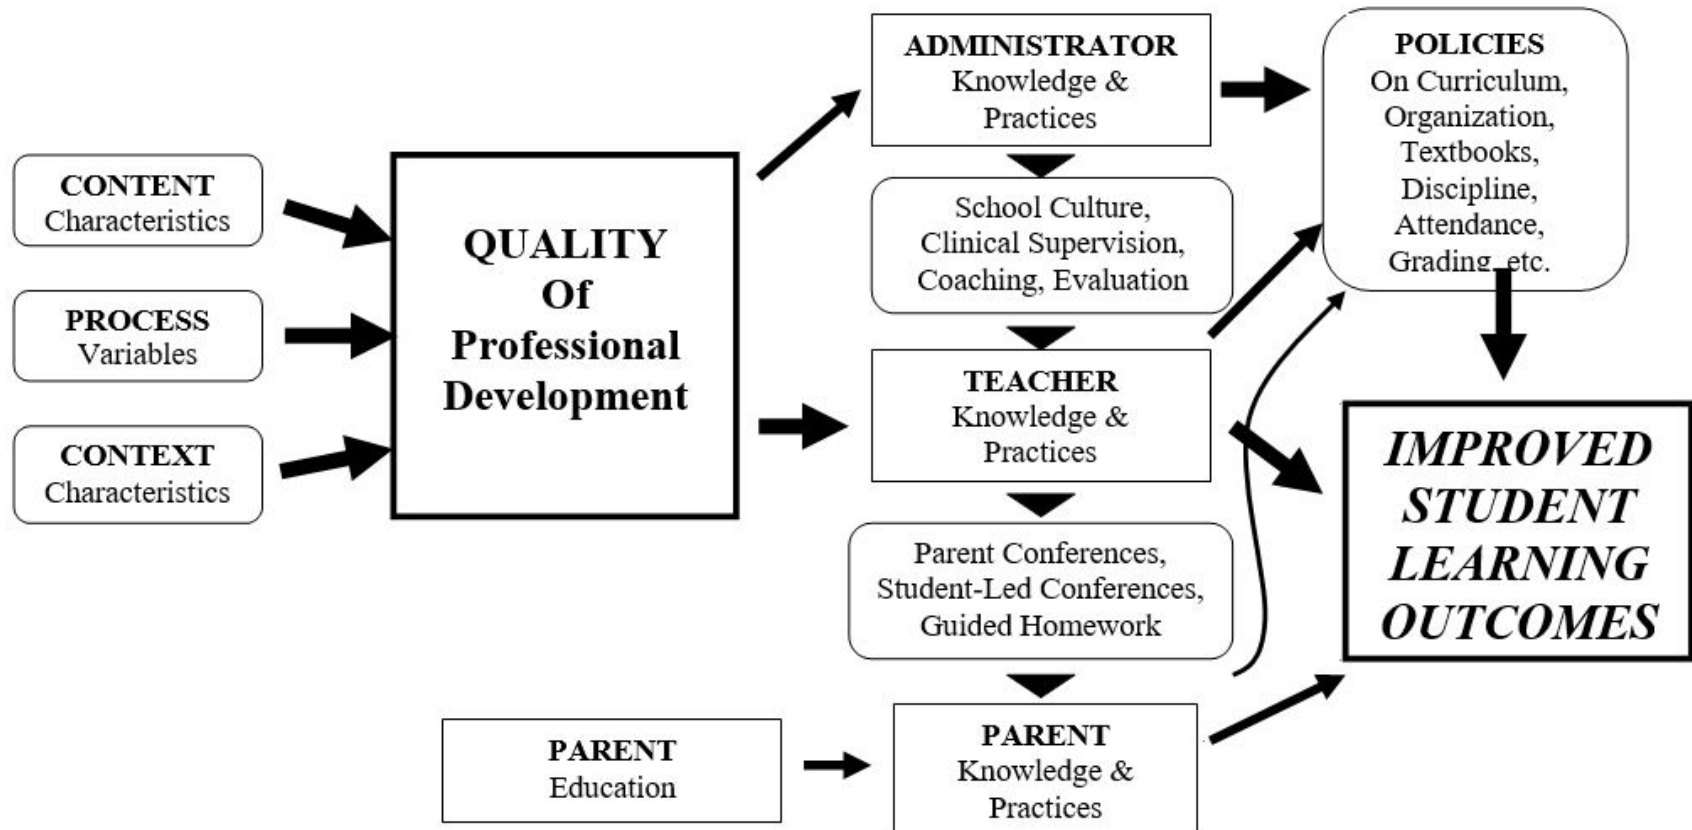 CONTENT
Characteristics
PROCESS
Variables
CONTEXT
Characteristics
QUALITY
Of
Professional
Development
ADMINISTRATOR
Knowledge &
Practices
School Culture,
Clinical Supervision,
Coaching, Evaluation
TEACHER
Knowledge &
Practices
Parent Conferences,
Student-Led Conferences,
Guided Homework
PARENT
Education
PARENT
Knowledge &
Practices
POLICIES
On Curriculum,
Organization,
Textbooks,
Discipline,
Attendance,
Grading, etc.
IMPROVED
STUDENT
LEARNING
OUTCOMES